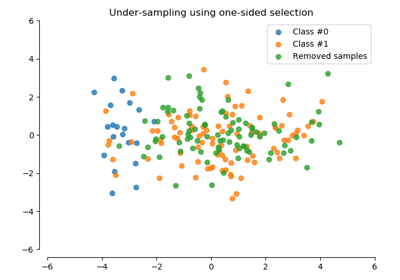 Under-sampling using one-sided selection
Class #0
Class #1
Removed samples
6
4
2
0
−2
−4
−6
−6 −4 −2 0 2 4 6